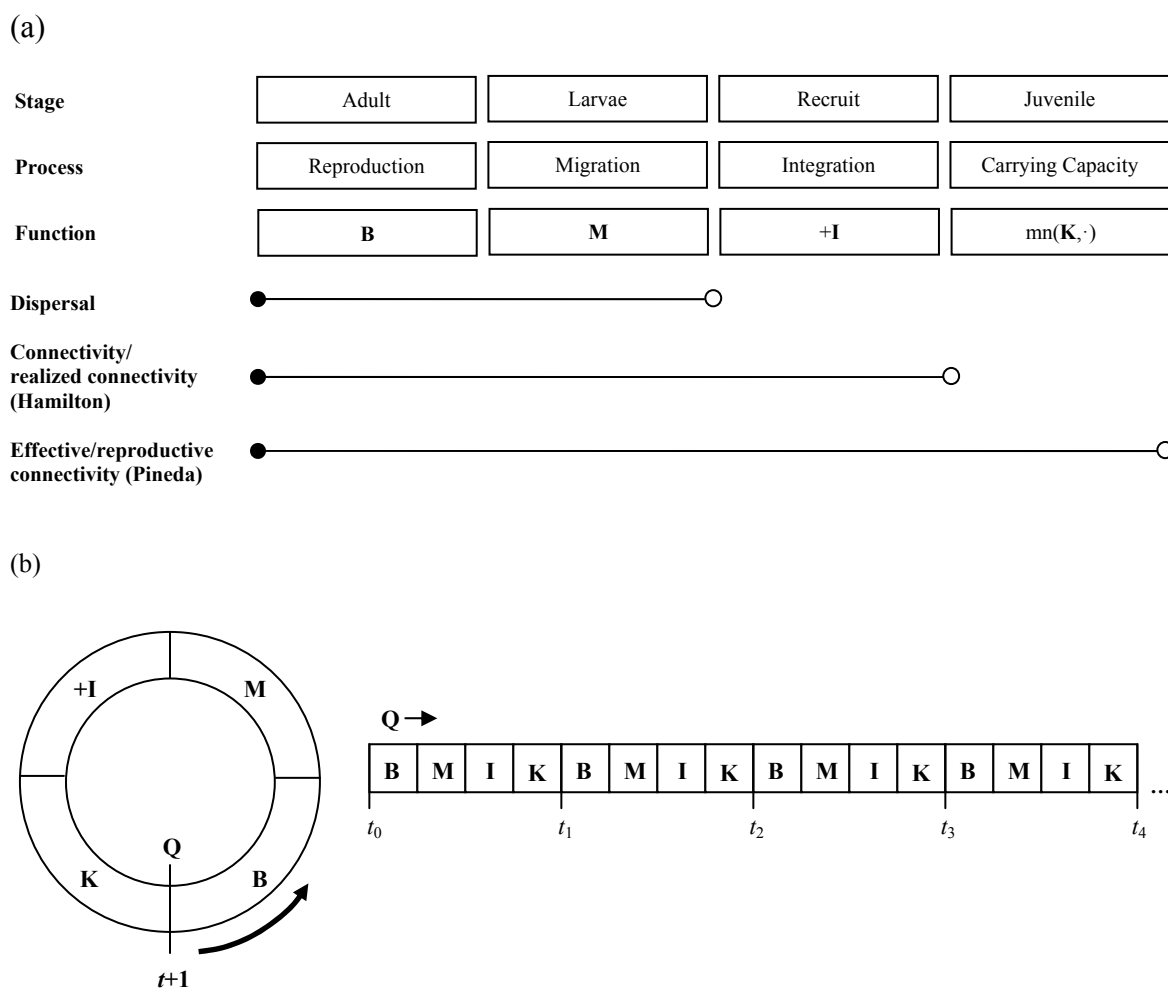 (a)
Stage Adult Larvae Recruit Juvenile
Process Reproduction Migration Integration Carrying Capacity
Function B M +I mn(K,·)
Dispersal
Connectivity/
realized connectivity
(Hamilton)
Effective/reproductive
connectivity (Pineda)
(b)
+I M
K Q B
t+1
Q
B M I K B M I K B M I K B M I K ...
t0 t1 t2 t3 t4